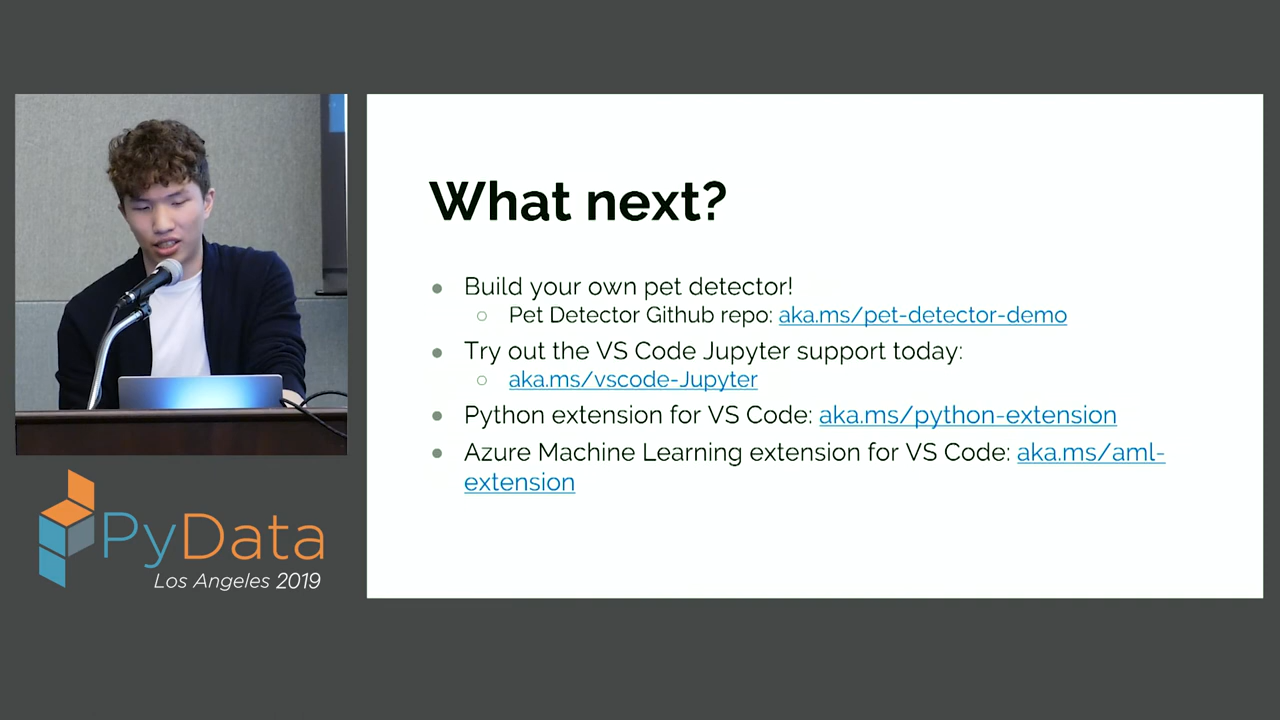 What next?
● Build your own pet detector!
○ Pet Detector Github repo: aka.ms/pet-detector-demo
● Try out the VS Code Jupyter support today:
○ aka.ms/vscode-Jupyter
● Python extension for VS Code: aka.ms/python-extension
● Azure Machine Learning extension for VS Code: aka.ms/aml-
extension
PyData
Los Angeles 2019